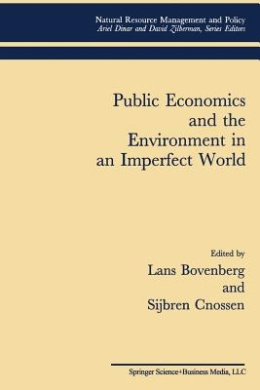 Natural Resource Management and Policy
Ariel Dinar and David Zilberman, Series Editors
Public Economics
and the
Environment in
an Imperfect World
Edited by
Lans Bovenberg
and
Sijbren Cnossen
Springer Science+Business Media, LLC